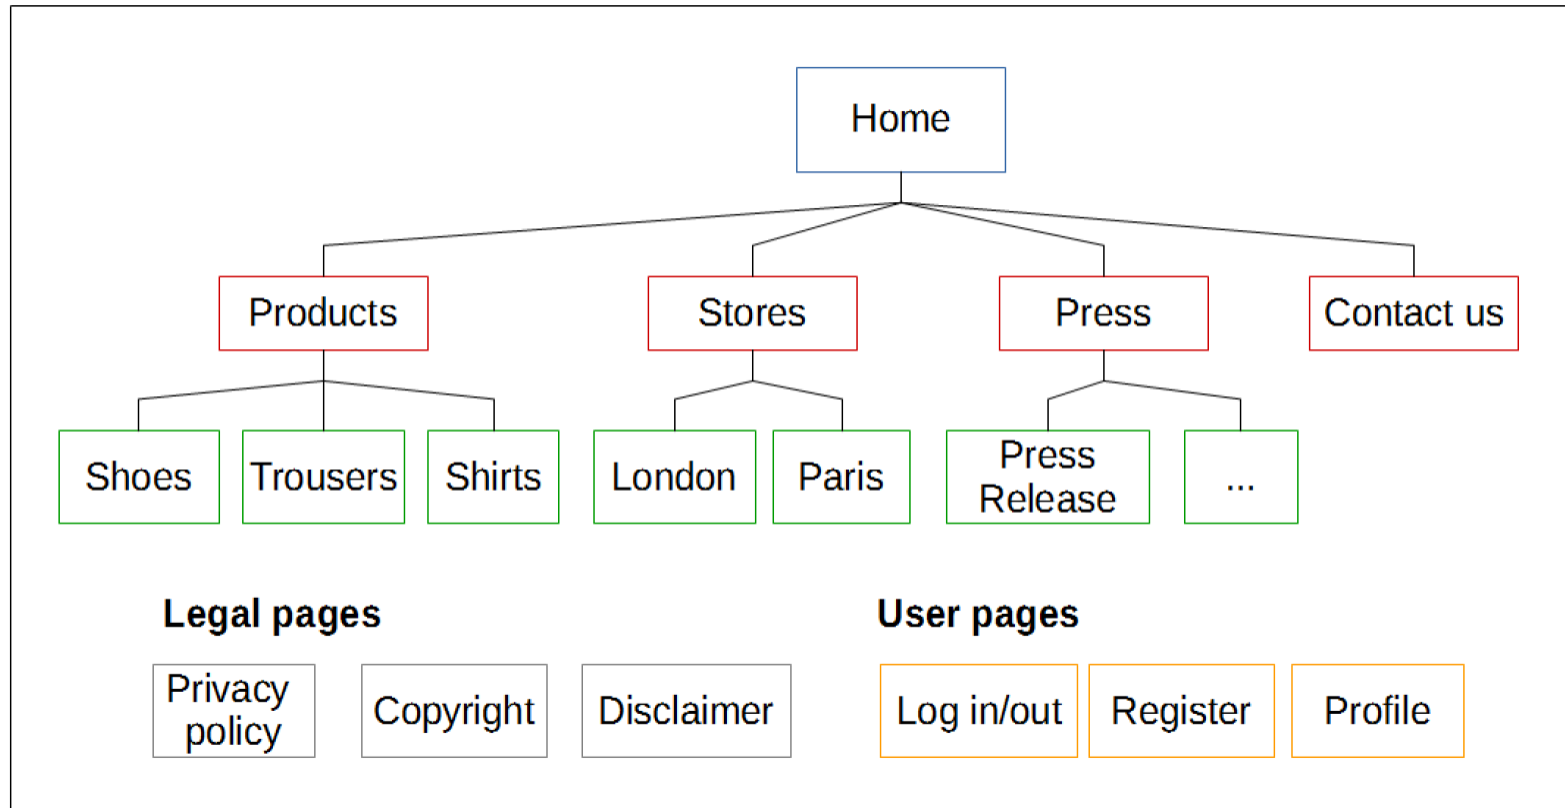 Home
Products
Stores
Press
Contact us
Shoes
Trousers
Shirts
London
Paris
Press
Release
...
Legal pages
User pages
Privacy
policy
Copyright
Disclaimer
Log in/out
Register
Profile